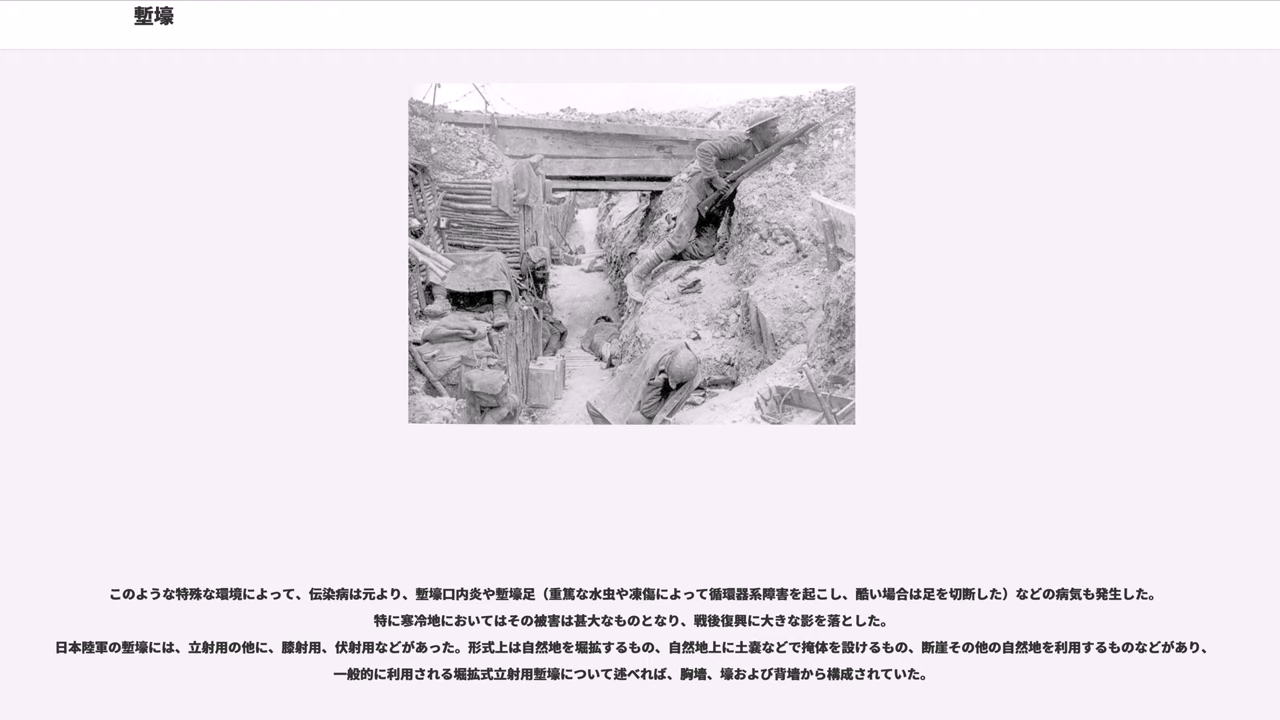 塹壕
このような特殊な環境によって、伝染病は元より、塹壕口内炎や塹壕足（重篤な水虫や凍傷によって循環器系障害を起こし、酷い場合は足を切断した）などの病気も発生した。
特に寒冷地においてはその被害は甚大なものとなり、戦後復興に大きな影を落とした。
日本陸軍の塹壕には、立射用の他に、膝射用、伏射用などがあった。形式上は自然地を堀拡するもの、自然地上に土嚢などで掩体を設けるもの、断崖その他の自然地を利用するものなどがあり、
一般的に利用される堀拡式立射用塹壕について述べれば、胸墙、壕および背墙から構成されていた。